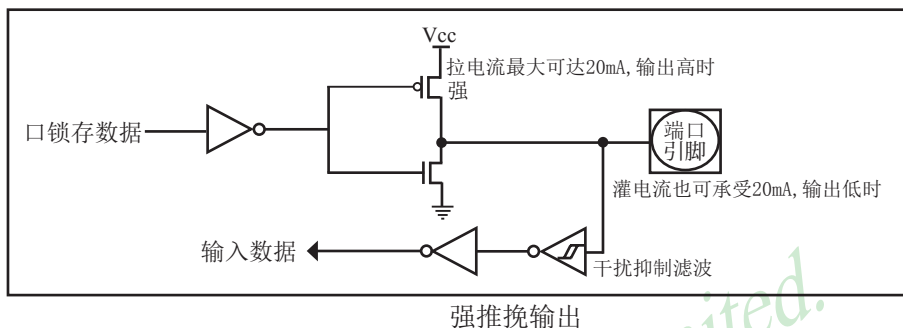 Vcc
拉电流最大可达20mA,输出高时
强
口锁存数据
端口
引脚
灌电流也可承受20mA,输出低时
输入数据
干扰抑制滤波
强推挽输出
ited.